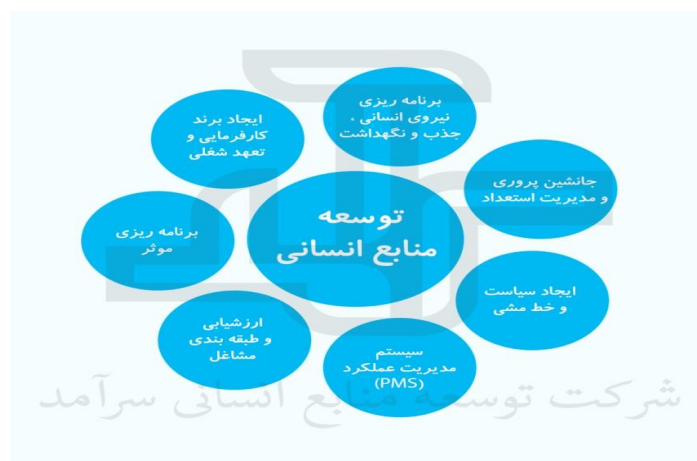 توسعه
منابع انسانی
برنامه ریزی
نیروی انسانی ،
جذب و نگهداشت
جانشین پروری
و مدیریت استعداد
ایجاد سیاست
و خط مشی
سیستم
مدیریت عملکرد
(PMS)
ارزشیابی
و طبقه بندی
مشاغل
برنامه ریزی
موثر
ایجاد برند
کارفرمایی و
تعهد شغلی
شرکت توسعه منابع انسانی سرآمد